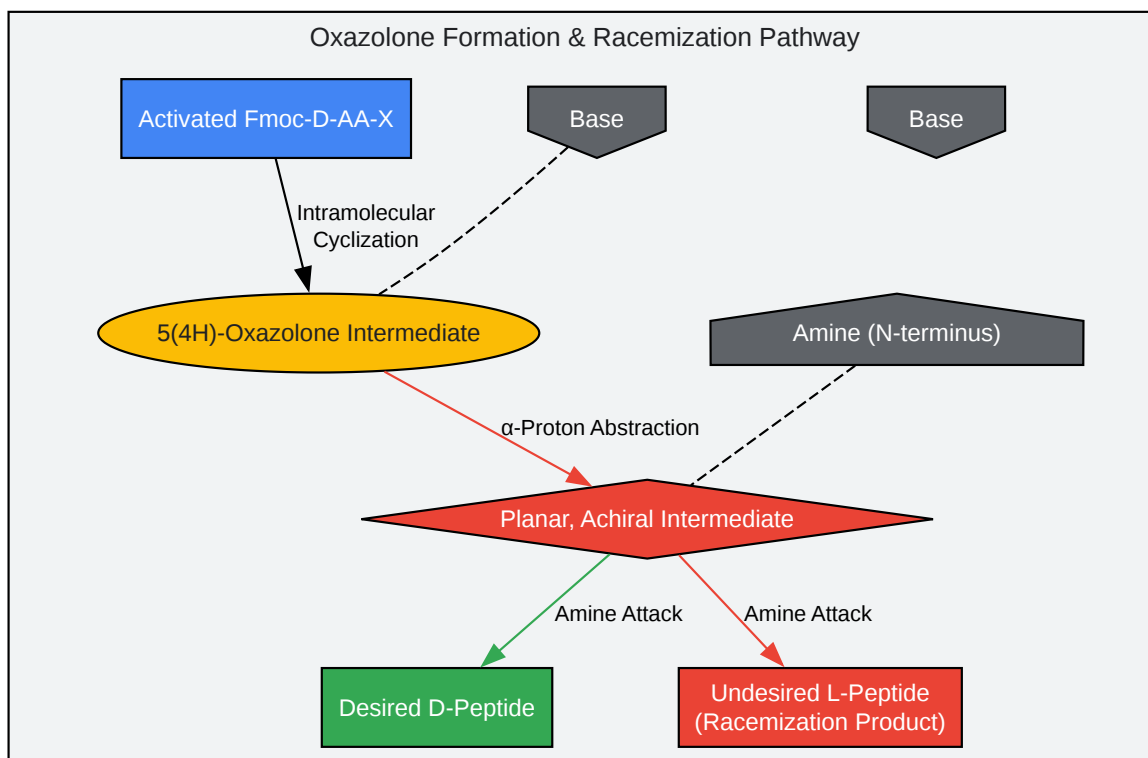 Oxazolone Formation & Racemization Pathway
Activated Fmoc-D-AA-X
Base
Base
Intramolecular
Cyclization
5(4H)-Oxazolone Intermediate
Amine (N-terminus)
α-Proton Abstraction
Planar, Achiral Intermediate
Amine Attack
Amine Attack
Desired D-Peptide
Undesired L-Peptide
(Racemization Product)